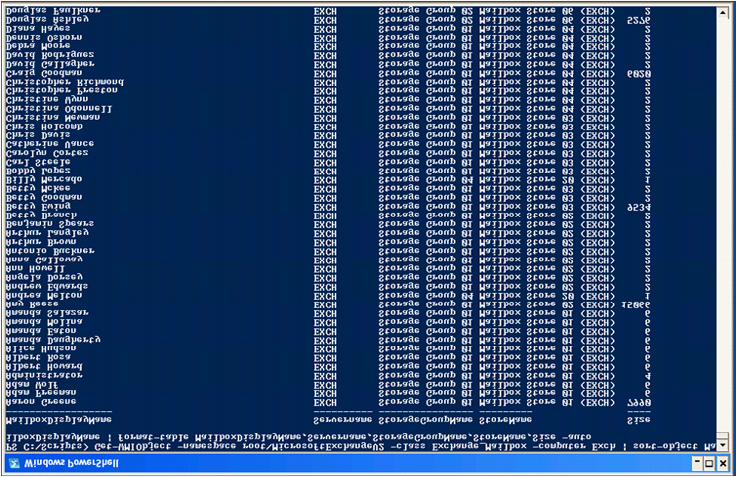 Windows PowerShell
PS C:\Scripts> Get-WMIObject -namespace root/MicrosoftExchangeV2 -class Exchange_Mailbox -computer Exch | sort-object Ma
ilboxDisplayName | format-table MailboxDisplayName,Servername,StorageGroupName,StoreName,Size -auto
MailboxDisplayName Servername StorageGroupName StoreName Size
------------------ ---------- ---------------- --------- ----
Aaron Greene EXCH Storage Group 01 Mailbox Store 01 (EXCH) 7990
Adam Freeman EXCH Storage Group 01 Mailbox Store 01 (EXCH) 6
Adam Wolf EXCH Storage Group 01 Mailbox Store 01 (EXCH) 6
Administrator EXCH Storage Group 01 Mailbox Store 01 (EXCH) 4
Albert Howard EXCH Storage Group 01 Mailbox Store 01 (EXCH) 6
Albert Rosa EXCH Storage Group 01 Mailbox Store 01 (EXCH) 6
Alice Hudson EXCH Storage Group 01 Mailbox Store 01 (EXCH) 6
Amanda Daugherty EXCH Storage Group 01 Mailbox Store 01 (EXCH) 6
Amanda Eaton EXCH Storage Group 01 Mailbox Store 01 (EXCH) 6
Amanda Molina EXCH Storage Group 01 Mailbox Store 01 (EXCH) 6
Amanda Salazar EXCH Storage Group 01 Mailbox Store 01 (EXCH) 6
Amy Reese EXCH Storage Group 01 Mailbox Store 02 (EXCH) 15066
Andrea Melton EXCH Storage Group 04 Mailbox Store 20 (EXCH) 1
Andrew Edwards EXCH Storage Group 01 Mailbox Store 02 (EXCH) 2
Angela Dorsey EXCH Storage Group 01 Mailbox Store 02 (EXCH) 2
Ann Howell EXCH Storage Group 01 Mailbox Store 02 (EXCH) 2
Anna Galloway EXCH Storage Group 01 Mailbox Store 02 (EXCH) 2
Antonio Buckner EXCH Storage Group 01 Mailbox Store 02 (EXCH) 2
Arthur Brown EXCH Storage Group 01 Mailbox Store 02 (EXCH) 2
Arthur Langley EXCH Storage Group 01 Mailbox Store 02 (EXCH) 2
Benjamin Spears EXCH Storage Group 01 Mailbox Store 02 (EXCH) 2
Betty Branch EXCH Storage Group 01 Mailbox Store 02 (EXCH) 2
Betty Ewing EXCH Storage Group 01 Mailbox Store 03 (EXCH) 9534
Betty Goodman EXCH Storage Group 01 Mailbox Store 03 (EXCH) 2
Betty Mckee EXCH Storage Group 01 Mailbox Store 03 (EXCH) 2
Billy Mercado EXCH Storage Group 04 Mailbox Store 20 (EXCH) 1
Bobby Lopez EXCH Storage Group 01 Mailbox Store 03 (EXCH) 2
Carl Steele EXCH Storage Group 01 Mailbox Store 03 (EXCH) 2
Carolyn Cortez EXCH Storage Group 01 Mailbox Store 03 (EXCH) 2
Catherine Vance EXCH Storage Group 01 Mailbox Store 03 (EXCH) 2
Chris Davis EXCH Storage Group 01 Mailbox Store 03 (EXCH) 2
Chris Holcomb EXCH Storage Group 01 Mailbox Store 03 (EXCH) 2
Christina Newman EXCH Storage Group 01 Mailbox Store 03 (EXCH) 2
Christina Odonnell EXCH Storage Group 01 Mailbox Store 04 (EXCH) 2
Christine Wynn EXCH Storage Group 01 Mailbox Store 04 (EXCH) 2
Christopher Preston EXCH Storage Group 01 Mailbox Store 04 (EXCH) 2
Christopher Richmond EXCH Storage Group 01 Mailbox Store 04 (EXCH) 2
Craig Goodman EXCH Storage Group 01 Mailbox Store 04 (EXCH) 6020
David Gallagher EXCH Storage Group 01 Mailbox Store 04 (EXCH) 2
David Rodriguez EXCH Storage Group 01 Mailbox Store 04 (EXCH) 2
Debra Moore EXCH Storage Group 01 Mailbox Store 04 (EXCH) 2
Dennis Osborn EXCH Storage Group 01 Mailbox Store 04 (EXCH) 2
Diana Hayes EXCH Storage Group 01 Mailbox Store 04 (EXCH) 2
Douglas Ashley EXCH Storage Group 02 Mailbox Store 06 (EXCH) 5276
Douglas Faulkner EXCH Storage Group 02 Mailbox Store 06 (EXCH) 2